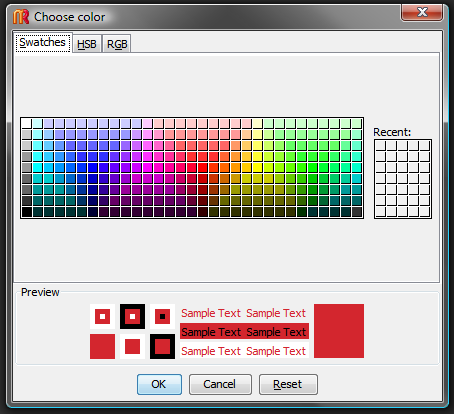 Choose color
Swatches HSB RGB
Recent:
Preview
Sample Text Sample Text
Sample Text Sample Text
Sample Text Sample Text
OK Cancel Reset